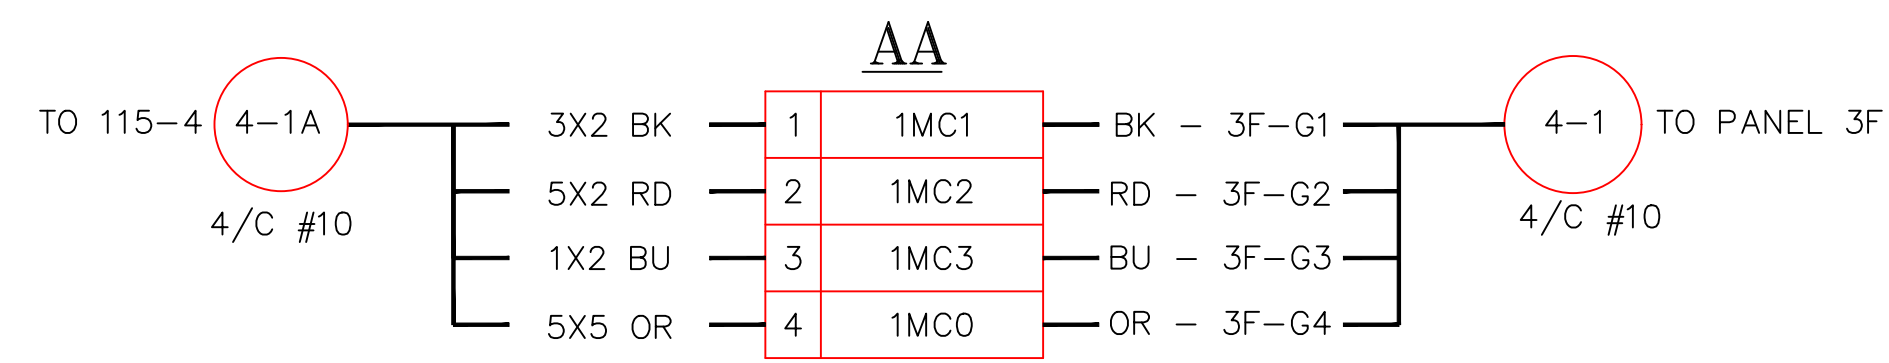 AA
TO 115-4 4-1A 3X2 BK 1 1MC1 BK - 3F-G1 4-1 TO PANEL 3F
5X2 RD 2 1MC2 RD - 3F-G2
4/C #10 4/C #10
1X2 BU 3 1MC3 BU - 3F-G3
5X5 OR 4 1MC0 OR - 3F-G4